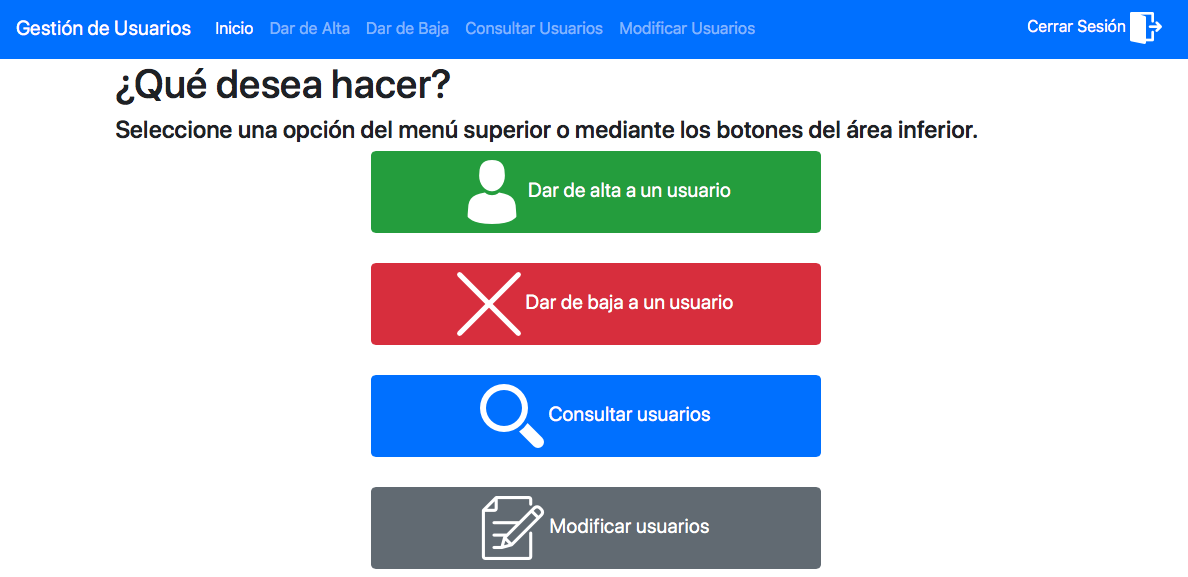 Gestión de Usuarios Inicio Dar de Alta Dar de Baja Consultar Usuarios Modificar Usuarios Cerrar Sesión
¿Qué desea hacer?
Seleccione una opción del menú superior o mediante los botones del área inferior.
Dar de alta a un usuario
Dar de baja a un usuario
Consultar usuarios
Modificar usuarios